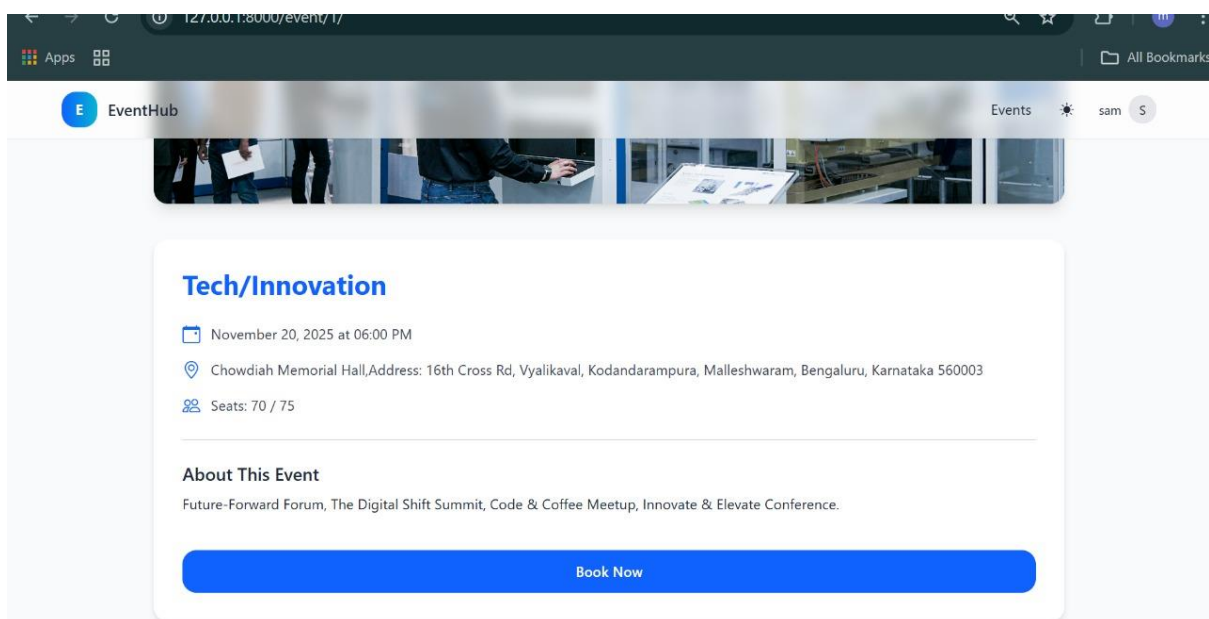 127.0.0.1:8000/event/1/
m
Apps
All Bookmarks
E EventHub Events sam S
Tech/Innovation
November 20, 2025 at 06:00 PM
Chowdiah Memorial Hall,Address: 16th Cross Rd, Vyalikaval, Kodandarampura, Malleshwaram, Bengaluru, Karnataka 560003
Seats: 70 / 75
About This Event
Future-Forward Forum, The Digital Shift Summit, Code & Coffee Meetup, Innovate & Elevate Conference.
Book Now